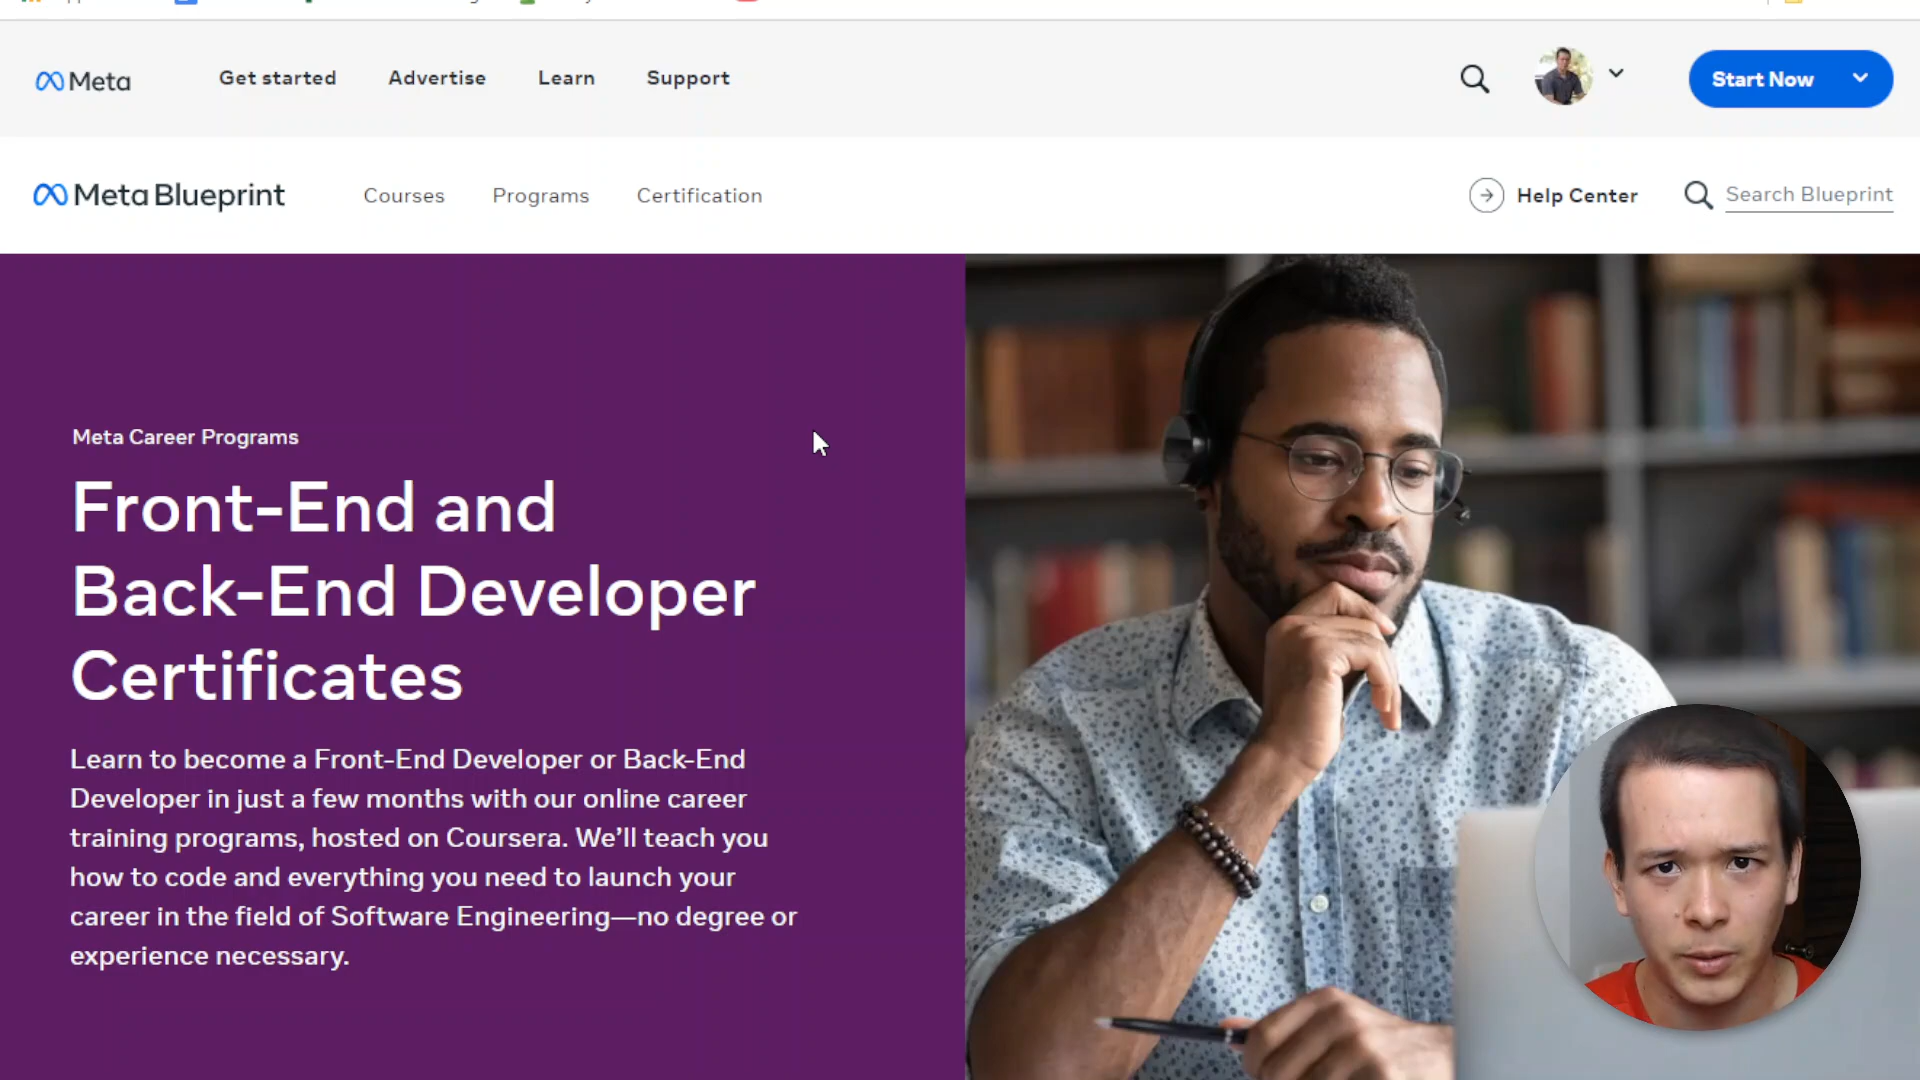 Meta
Get started
Advertise
Learn
Support
Start Now
Meta Blueprint
Courses
Programs
Certification
Help Center
Search Blueprint
Meta Career Programs
Front-End and
Back-End Developer
Certificates
Learn to become a Front-End Developer or Back-End
Developer in just a few months with our online career
training programs, hosted on Coursera. We’ll teach you
how to code and everything you need to launch your
career in the field of Software Engineering—no degree or
experience necessary.